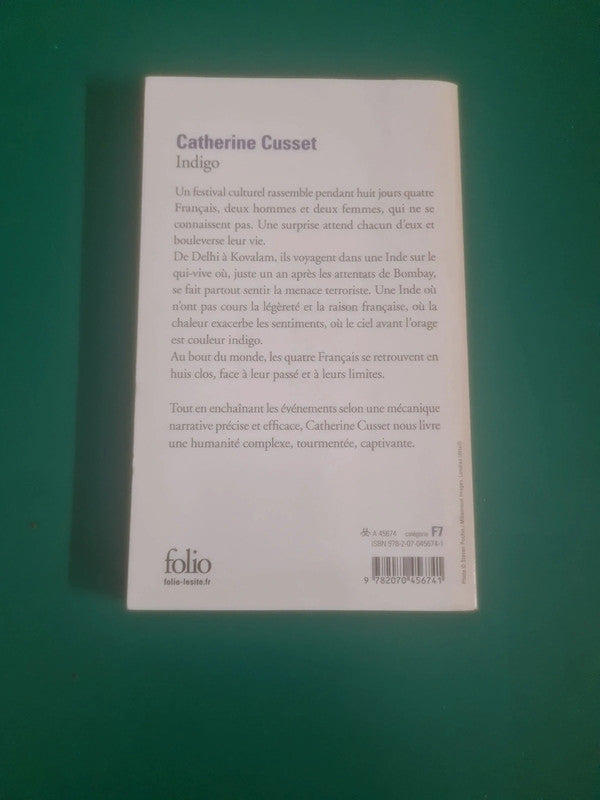 Catherine Cusset
Indigo
Un festival culturel rassemble pendant huit jours quatre
Français, deux hommes et deux femmes, qui ne se
connaissent pas. Une surprise attend chacun d'eux et
bouleverse leur vie.
De Delhi à Kovalam, ils voyagent dans une Inde sur le
qui-vive où, juste un an après les attentats de Bombay,
se fait partout sentir la menace terroriste. Une Inde où
n'ont pas cours la légèreté et la raison française, où la
chaleur exacerbe les sentiments, où le ciel avant l'orage
est couleur indigo.
Au bout du monde, les quatre Français se retrouvent en
huis clos, face à leur passé et à leurs limites.
Tout en enchaînant les événements selon une mécanique
narrative précise et efficace, Catherine Cusset nous livre
une humanité complexe, tourmentée, captivante.
A 45674 catégorie F7
ISBN 978-2-07-045674-1
folio
folio-lesite.fr
9 782070 456741
Photo © Steven Poulin / Millennium Images, Londres